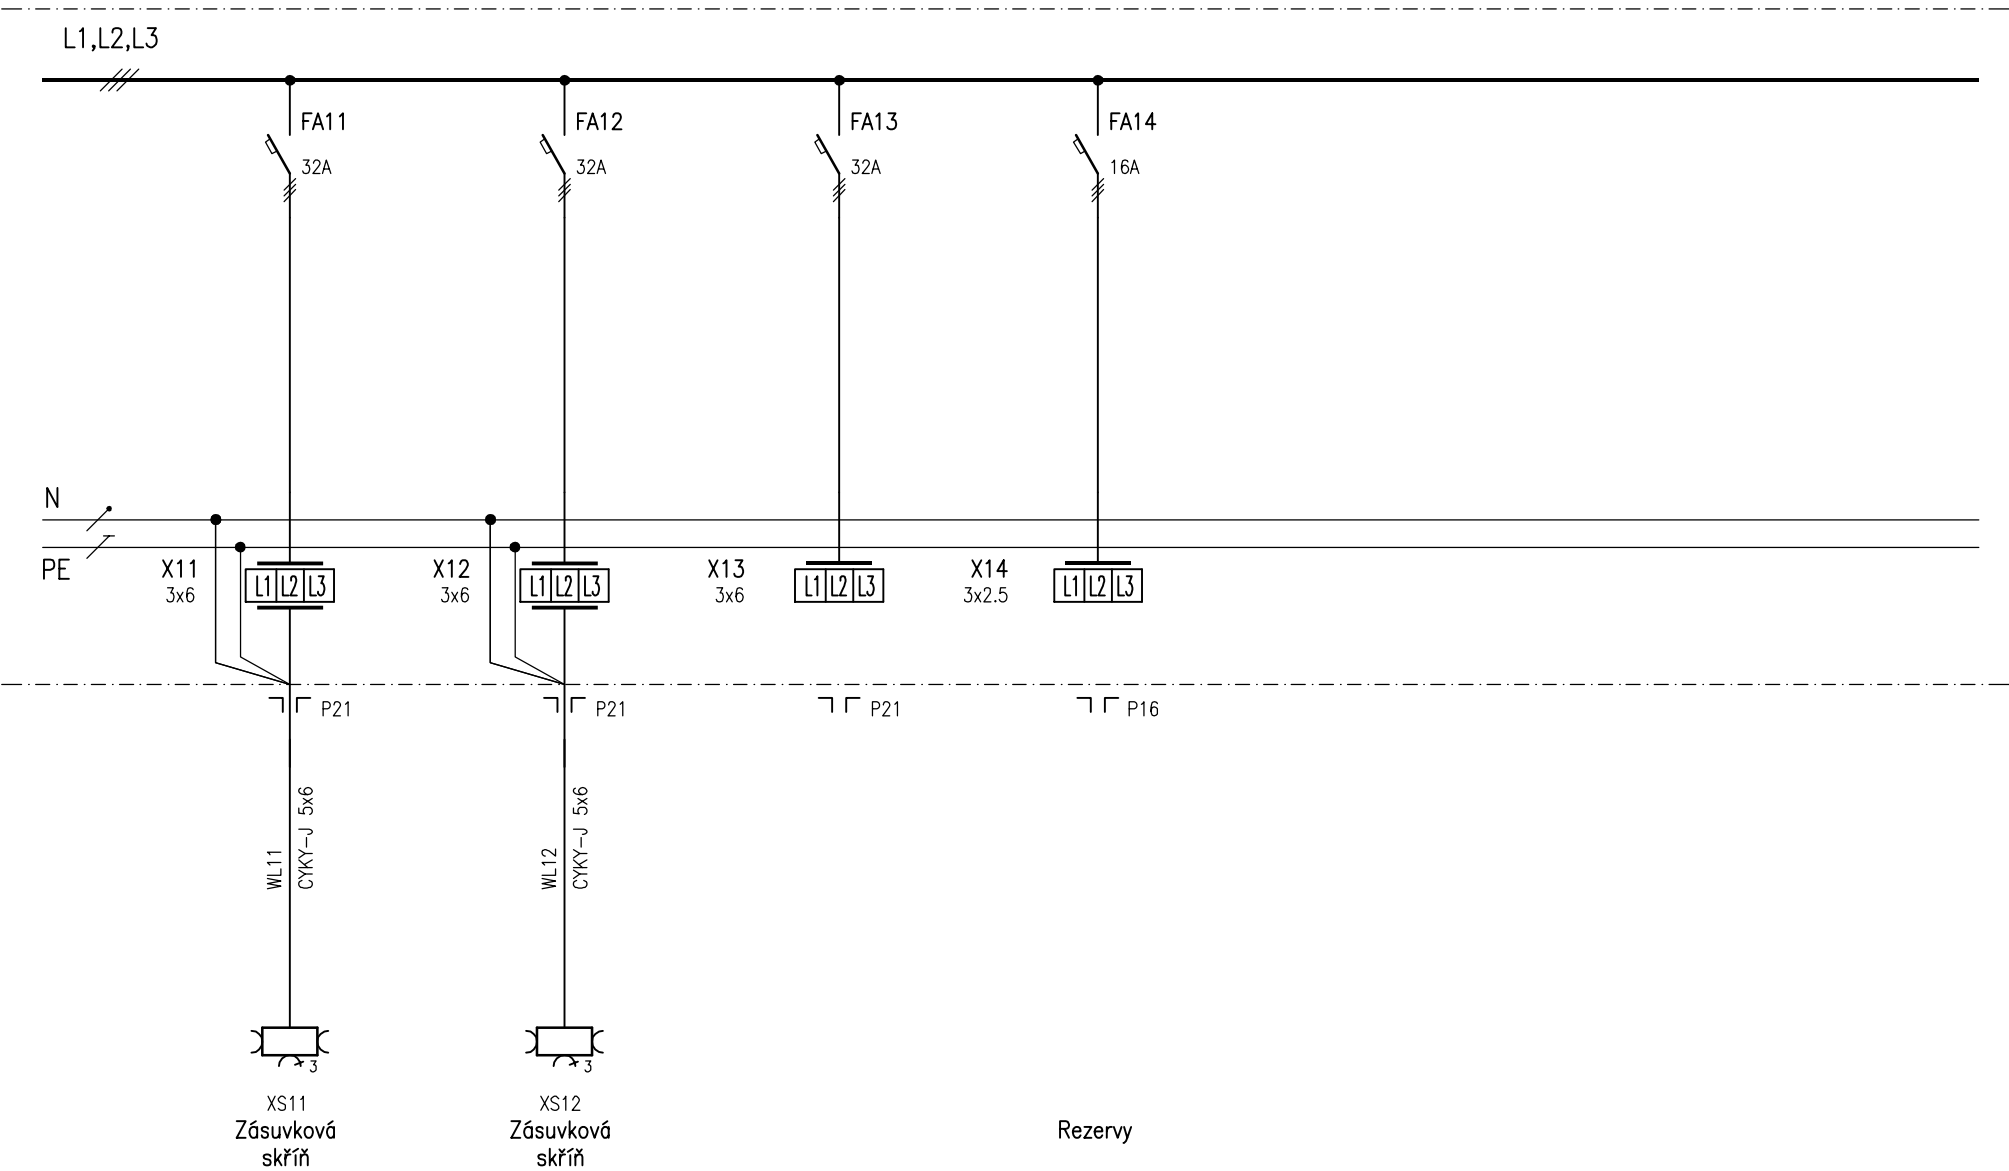 L1,L2,L3
FA11
FA12
FA13
FA14
32A
32A
32A
16A
N
PE
X11
3x6
L1 L2 L3
X12
3x6
L1 L2 L3
X13
3x6
L1 L2 L3
X14
3x2.5
L1 L2 L3
P21
P21
P21
P16
WL11
CYKY-J 5x6
WL12
CYKY-J 5x6
3
3
XS11
Zásuvková
skříň
XS12
Zásuvková
skříň
Rezervy